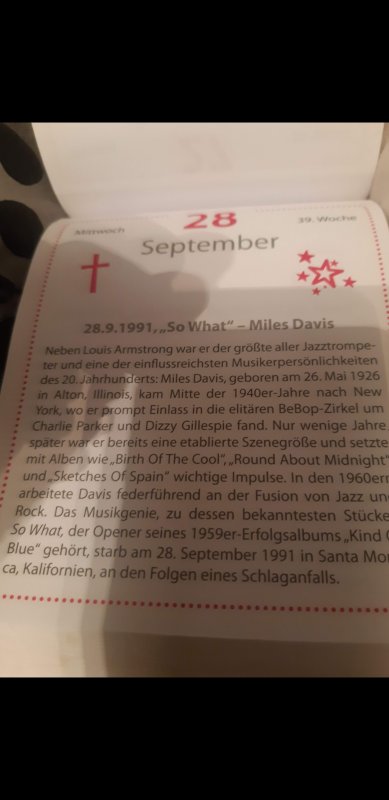 Mittwoch
28
39. Woche
September
28.9.1991, „So What“ – Miles Davis
Neben Louis Armstrong war er der größte aller Jazztrompe-
ter und eine der einflussreichsten Musikerpersönlichkeiten
des 20. Jahrhunderts: Miles Davis, geboren am 26. Mai 1926
in Alton, Illinois, kam Mitte der 1940er-Jahre nach New
York, wo er prompt Einlass in die elitären BeBop-Zirkel um
Charlie Parker und Dizzy Gillespie fand. Nur wenige Jahre
später war er bereits eine etablierte Szenegröße und setzte
mit Alben wie „Birth Of The Cool“, „Round About Midnight“
und „Sketches Of Spain“ wichtige Impulse. In den 1960ern
arbeitete Davis federführend an der Fusion von Jazz un
Rock. Das Musikgenie, zu dessen bekanntesten Stücke
So What, der Opener seines 1959er-Erfolgsalbums „Kind
Blue“ gehört, starb am 28. September 1991 in Santa Mo
ca, Kalifornien, an den Folgen eines Schlaganfalls.